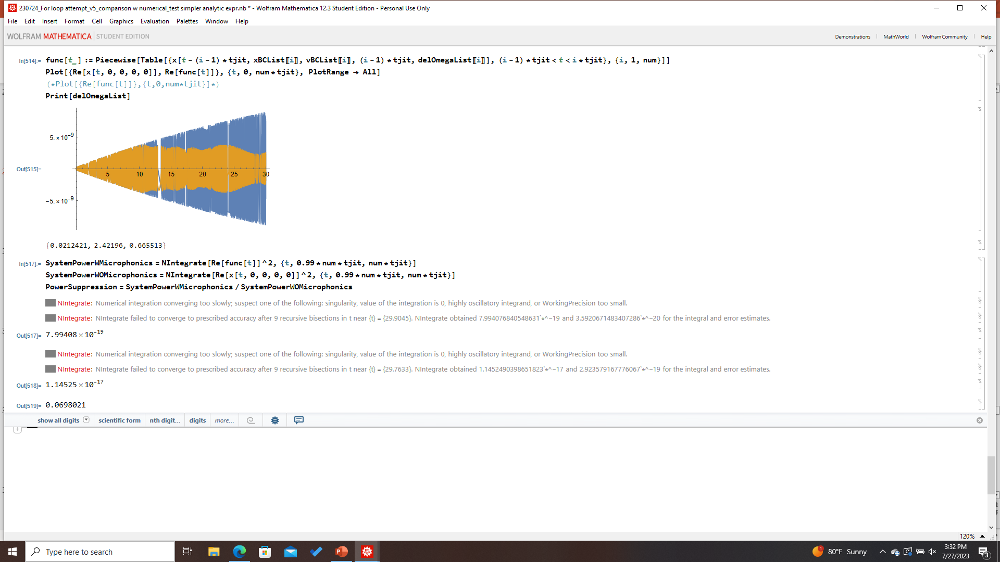 230724_For loop attempt_v5_comparison w numerical_test simpler analytic expr.nb * - Wolfram Mathematica 12.3 Student Edition - Personal Use Only
File Edit Insert Format Cell Graphics Evaluation Palettes Window Help
WOLFRAM MATHEMATICA | STUDENT EDITION
Demonstrations MathWorld Wolfram Community Help
In[514]:= func[t_] := Piecewise[Table[{x[t - (i - 1) * tjit, xBCList[[i]], vBCList[[i]], (i - 1) * tjit, delOmegaList[[i]]], (i - 1) * tjit < t < i * tjit}, {i, 1, num}]]
Plot[{Re[x[t, 0, 0, 0, 0]], Re[func[t]]}, {t, 0, num * tjit}, PlotRange → All]
(*Plot[{Re[func[t]]},{t,0,num*tjit}]*)
Print[delOmegaList]
5. × 10^-9
Out[515]=
5 10 15 20 25 30
-5. × 10^-9
{0.0212421, 2.42196, 0.665513}
In[517]:= SystemPowerWMicrophonics = NIntegrate[Re[func[t]]^2, {t, 0.99 * num * tjit, num * tjit}]
SystemPowerWOMicrophonics = NIntegrate[Re[x[t, 0, 0, 0, 0]]^2, {t, 0.99 * num * tjit, num * tjit}]
PowerSuppression = SystemPowerWMicrophonics / SystemPowerWOMicrophonics
NIntegrate: Numerical integration converging too slowly; suspect one of the following: singularity, value of the integration is 0, highly oscillatory integrand, or WorkingPrecision too small.
NIntegrate: NIntegrate failed to converge to prescribed accuracy after 9 recursive bisections in t near {t} = {29.9045}. NIntegrate obtained 7.994076840548631`*^-19 and 3.5920671483407286`*^-20 for the integral and error estimates.
Out[517]= 7.99408 × 10^-19
NIntegrate: Numerical integration converging too slowly; suspect one of the following: singularity, value of the integration is 0, highly oscillatory integrand, or WorkingPrecision too small.
NIntegrate: NIntegrate failed to converge to prescribed accuracy after 9 recursive bisections in t near {t} = {29.7633}. NIntegrate obtained 1.1452490398651823`*^-17 and 2.923579167776067`*^-19 for the integral and error estimates.
Out[518]= 1.14525 × 10^-17
Out[519]= 0.0698021
show all digits scientific form nth digit... digits more...
120%
Type here to search
80°F Sunny
3:32 PM
7/27/2023
3